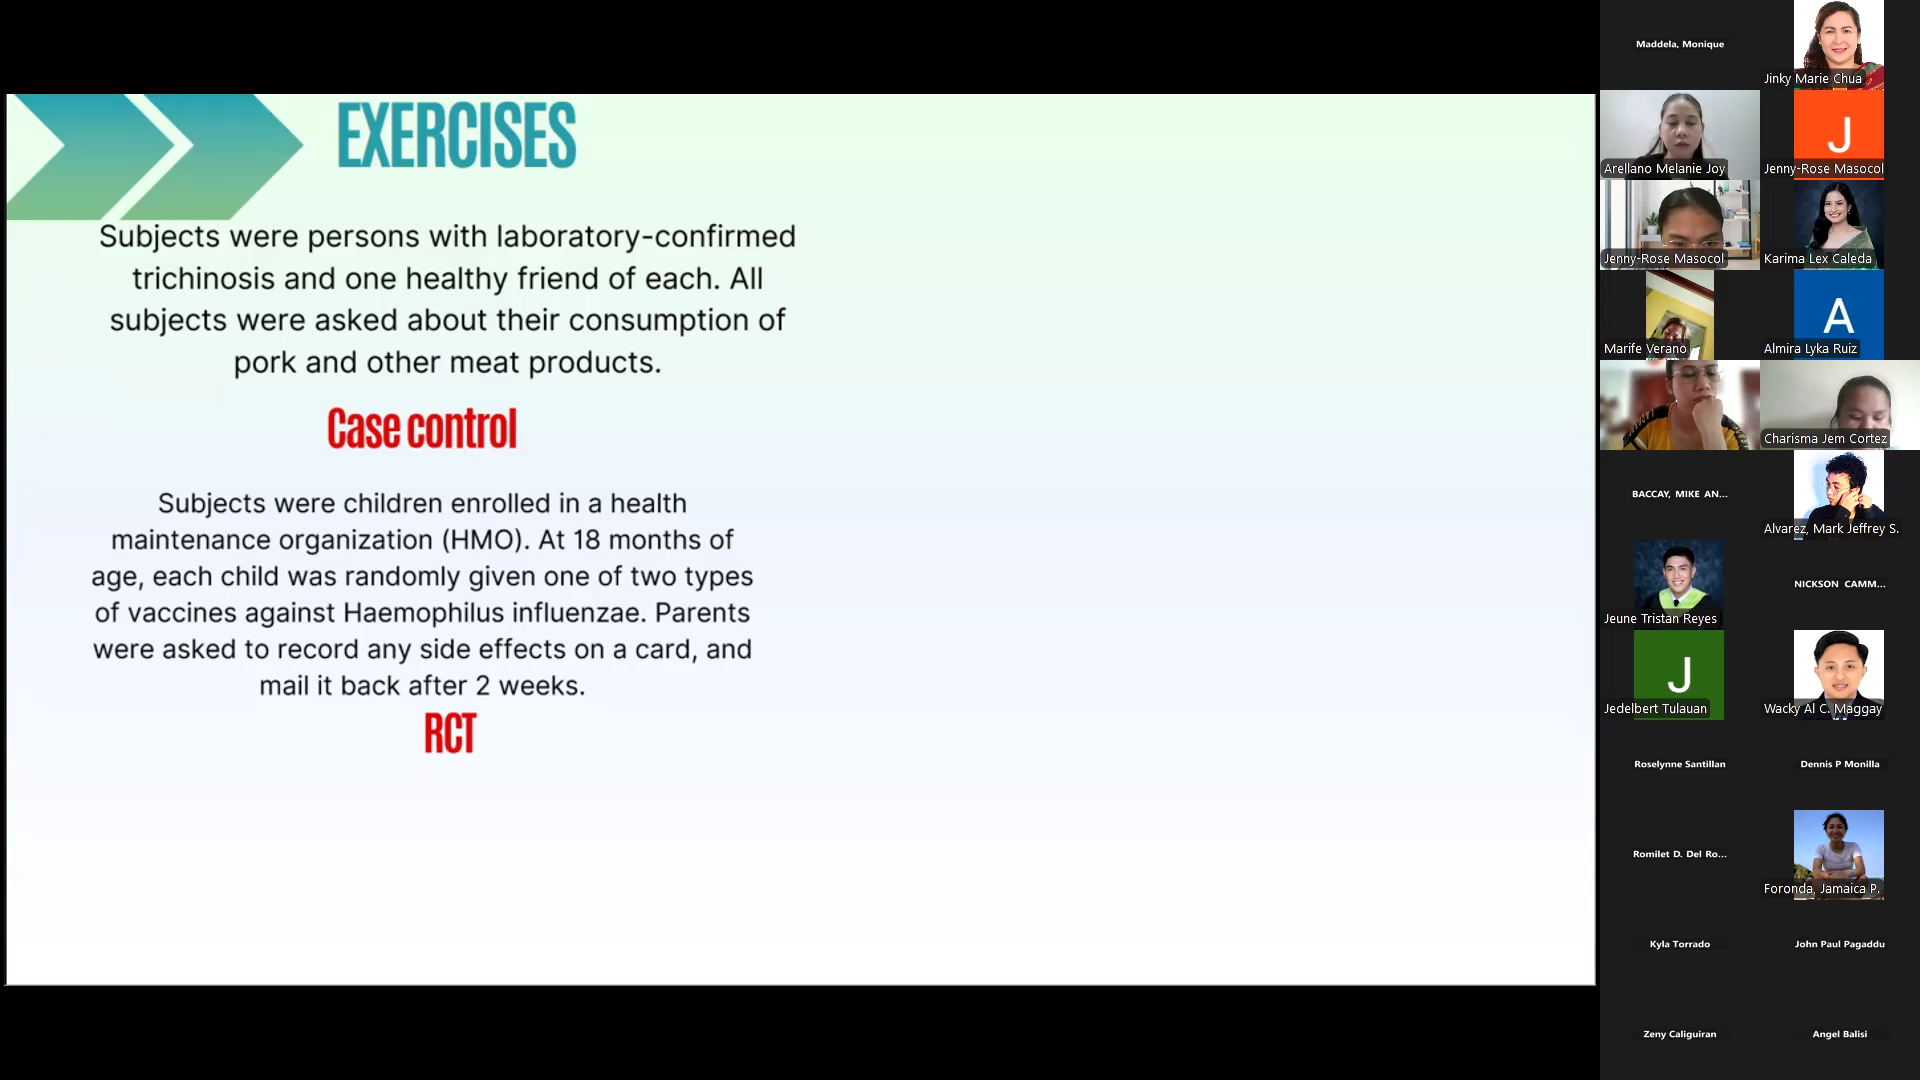 EXERCISES
Subjects were persons with laboratory-confirmed
trichinosis and one healthy friend of each. All
subjects were asked about their consumption of
pork and other meat products.
Case control
Subjects were children enrolled in a health
maintenance organization (HMO). At 18 months of
age, each child was randomly given one of two types
of vaccines against Haemophilus influenzae. Parents
were asked to record any side effects on a card, and
mail it back after 2 weeks.
RCT
Maddela, Monique
Jinky Marie Chua
Arellano Melanie Joy
J
Jenny-Rose Masocol
Jenny-Rose Masocol
Karima Lex Caleda
Marife Verano
A
Almira Lyka Ruiz
Charisma Jem Cortez
BACCAY, MIKE AN...
Alvarez, Mark Jeffrey S.
Jeune Tristan Reyes
NICKSON CAMM...
J
Jedelbert Tulauan
Wacky Al C. Maggay
Roselynne Santillan
Dennis P Monilla
Romilet D. Del Ro...
Foronda, Jamaica P.
Kyla Torrado
John Paul Pagaddu
Zeny Caliguiran
Angel Balisi